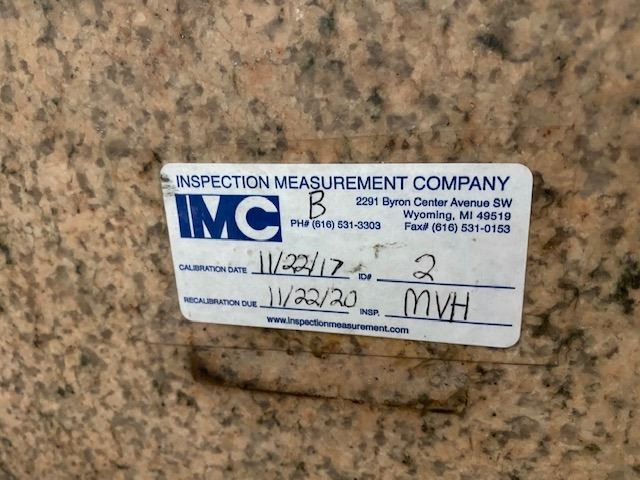 INSPECTION MEASUREMENT COMPANY
IMC
B
2291 Byron Center Avenue SW
Wyoming, MI 49519
PH# (616) 531-3303 Fax# (616) 531-0153
CALIBRATION DATE 11/22/17 ID# 2
RECALIBRATION DUE 11/22/20 INSP. MVH
www.inspectionmeasurement.com